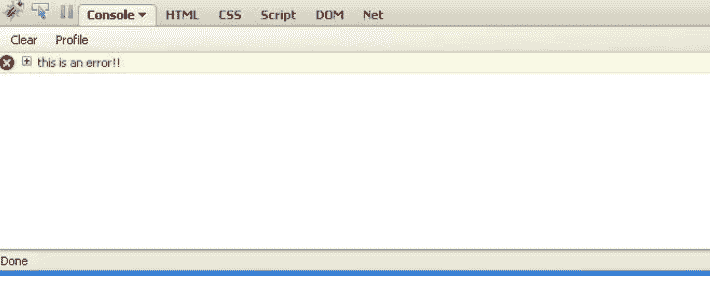 Console HTML CSS Script DOM Net
Clear Profile
this is an error!!
Done